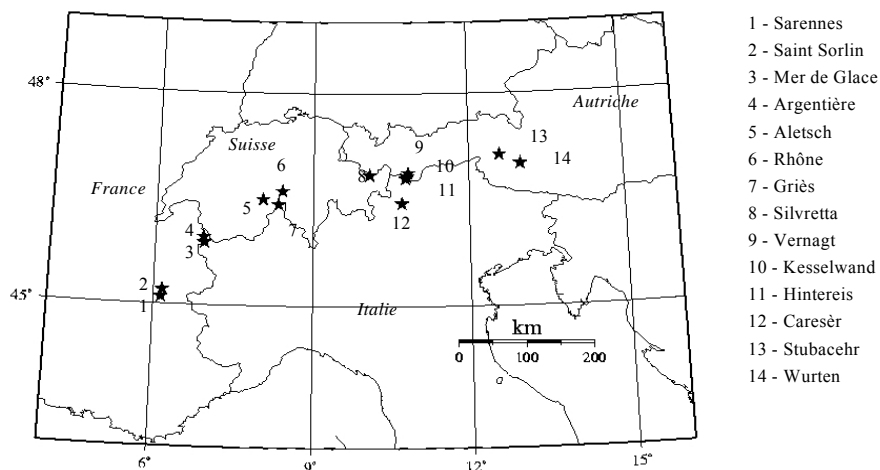 48°
45°
6°
9°
12°
15°
France
Suisse
Autriche
Italie
1
2
3
4
5
6
7
8
9
10
11
12
13
14
km
0
100
200
1 - Sarennes
2 - Saint Sorlin
3 - Mer de Glace
4 - Argentière
5 - Aletsch
6 - Rhône
7 - Griès
8 - Silvretta
9 - Vernagt
10 - Kesselwand
11 - Hintereis
12 - Caresèr
13 - Stubacehr
14 - Wurten